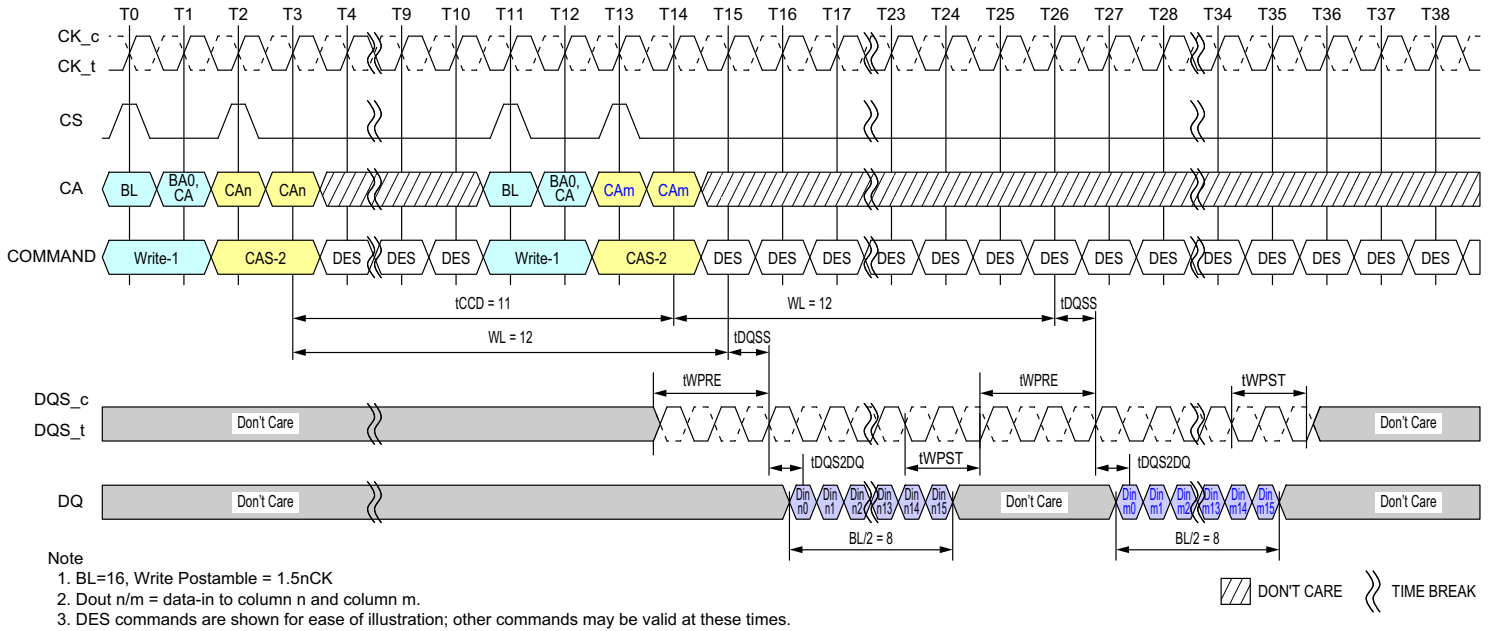 T0 T1 T2 T3 T4 T9 T10 T11 T12 T13 T14 T15 T16 T17 T22 T23 T24 T25 T26 T27 T28 T34 T35 T36 T37 T38
CK_c
CK_t
CS
CA BL BA0, CA CAn CAn BL BA0, CA CAm CAm
COMMAND Write-1 CAS-2 DES DES DES Write-1 CAS-2 DES DES DES DES DES DES DES DES DES DES DES DES DES DES DES
tCCD = 11 WL = 12 tDQSS
WL = 12 tDQSS
tWPRE tWPRE tWPST
DQS_c
DQS_t
Don't Care Don't Care
tDQS2DQ tWPST tDQS2DQ
DQ Don't Care Din n0 Din n1 Din n2 Din n13 Din n14 Din n15 Don't Care Din m0 Din m1 Din m2 Din m13 Din m14 Din m15 Don't Care
BL/2 = 8 BL/2 = 8
Note
1. BL=16, Write Postamble = 1.5nCK
2. Dout n/m = data-in to column n and column m.
3. DES commands are shown for ease of illustration; other commands may be valid at these times.
DON'T CARE TIME BREAK